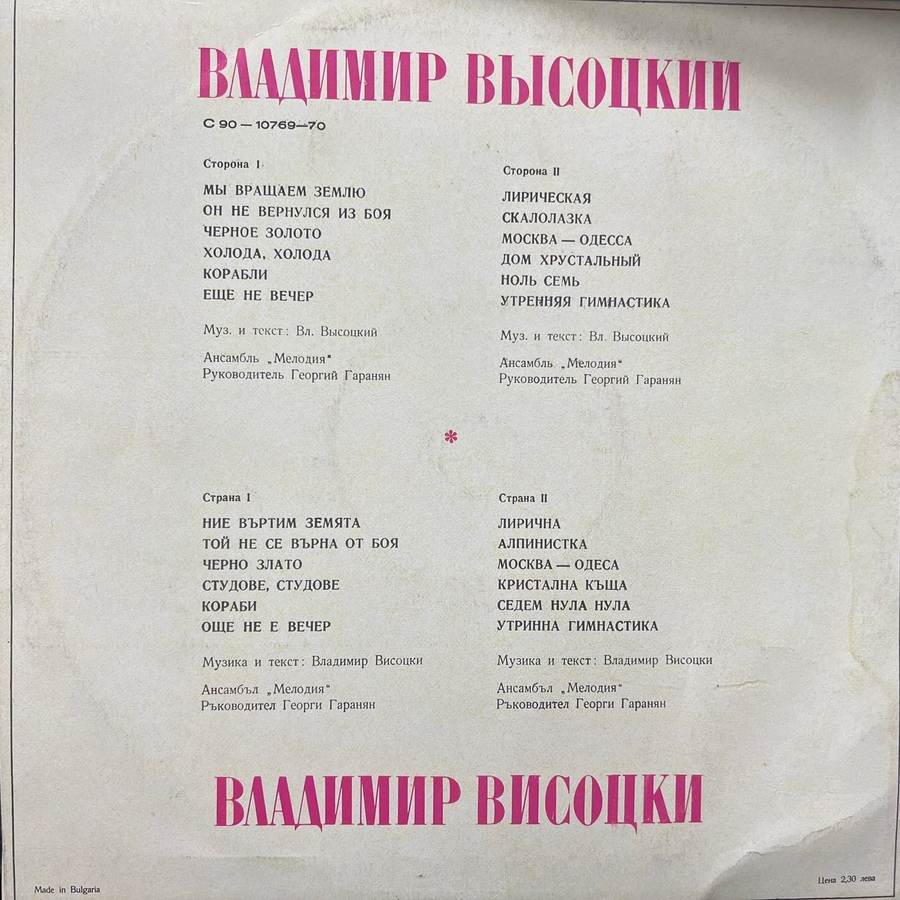 ВЛАДИМИР ВЫСОЦКИЙ
С 90 — 10769—70
Сторона I
МЫ ВРАЩАЕМ ЗЕМЛЮ
ОН НЕ ВЕРНУЛСЯ ИЗ БОЯ
ЧЕРНОЕ ЗОЛОТО
ХОЛОДА, ХОЛОДА
КОРАБЛИ
ЕЩЕ НЕ ВЕЧЕР
Муз. и текст: Вл. Высоцкий
Ансамбль „Мелодия“
Руководитель Георгий Гаранян
Сторона II
ЛИРИЧЕСКАЯ
СКАЛОЛАЗКА
МОСКВА — ОДЕССА
ДОМ ХРУСТАЛЬНЫЙ
НОЛЬ СЕМЬ
УТРЕННЯЯ ГИМНАСТИКА
Муз. и текст: Вл. Высоцкий
Ансамбль „Мелодия“
Руководитель Георгий Гаранян
*
Страна I
НИЕ ВЪРТИМ ЗЕМЯТА
ТОЙ НЕ СЕ ВЪРНА ОТ БОЯ
ЧЕРНО ЗЛАТО
СТУДОВЕ, СТУДОВЕ
КОРАБИ
ОЩЕ НЕ Е ВЕЧЕР
Музика и текст: Владимир Висоцки
Ансамбъл „Мелодия“
Ръководител Георги Гаранян
Страна II
ЛИРИЧНА
АЛПИНИСТКА
МОСКВА — ОДЕСА
КРИСТАЛНА КЪЩА
СЕДЕМ НУЛА НУЛА
УТРИННА ГИМНАСТИКА
Музика и текст: Владимир Висоцки
Ансамбъл „Мелодия“
Ръководител Георги Гаранян
ВЛАДИМИР ВИСОЦКИ
Made in Bulgaria
Цена 2,30 лева